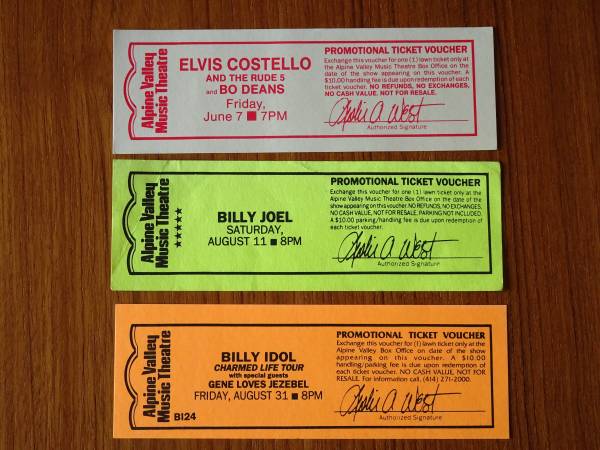 Alpine Valley
Music Theatre
ELVIS COSTELLO
AND THE RUDE 5
and BO DEANS
Friday,
June 7 ■ 7PM
PROMOTIONAL TICKET VOUCHER
Exchange this voucher for one (1) lawn ticket only at
the Alpine Valley Music Theatre Box Office on the
date of the show appearing on this voucher. A
$10.00 handling fee is due upon redemption of each
ticket voucher. NO REFUNDS, NO EXCHANGES,
NO CASH VALUE. NOT FOR RESALE.
Leslie A. West
Authorized Signature
Alpine Valley
Music Theatre
★★★★★
BILLY JOEL
SATURDAY,
AUGUST 11 ■ 8PM
PROMOTIONAL TICKET VOUCHER
Exchange this voucher for one (1) lawn ticket only at the
Alpine Valley Music Theatre Box Office on the date of the
show appearing on this voucher. NO REFUNDS, NO EXCHANGES,
NO CASH VALUE, NOT FOR RESALE. PARKING NOT INCLUDED.
A $10.00 parking/handling fee is due upon redemption of
each ticket voucher.
Leslie A. West
Authorized Signature
Alpine Valley
Music Theatre
BI24
BILLY IDOL
CHARMED LIFE TOUR
with special guests
GENE LOVES JEZEBEL
FRIDAY, AUGUST 31 ■ 8PM
PROMOTIONAL TICKET VOUCHER
Exchange this voucher for (1) lawn ticket only at the
Alpine Valley Box Office on date of the show
appearing on this voucher. A $10.00
handling/parking fee is due upon redemption of
each ticket voucher. NO CASH VALUE, NOT FOR
RESALE. For information call, (414) 271-2000.
Leslie A. West
Authorized Signature